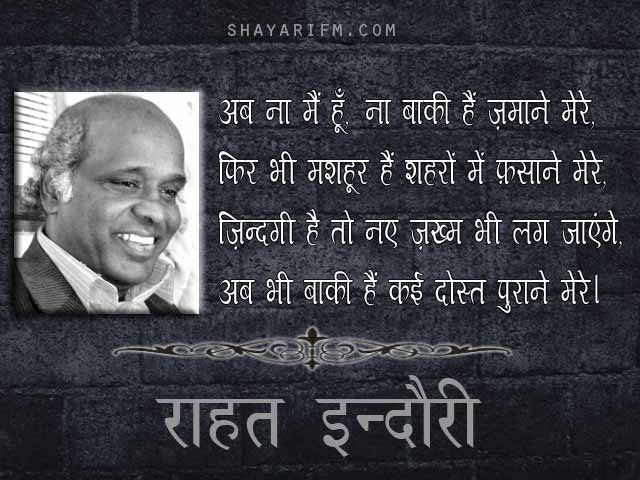 SHAYARIFM.COM
अब ना मैं हूँ, ना बाकी हैं ज़माने मेरे,
फिर भी मशहूर हैं शहरों में फ़साने मेरे,
ज़िन्दगी है तो नए ज़ख्म भी लग जाएंगे,
अब भी बाकी हैं कई दोस्त पुराने मेरे।
राहत इन्दौरी